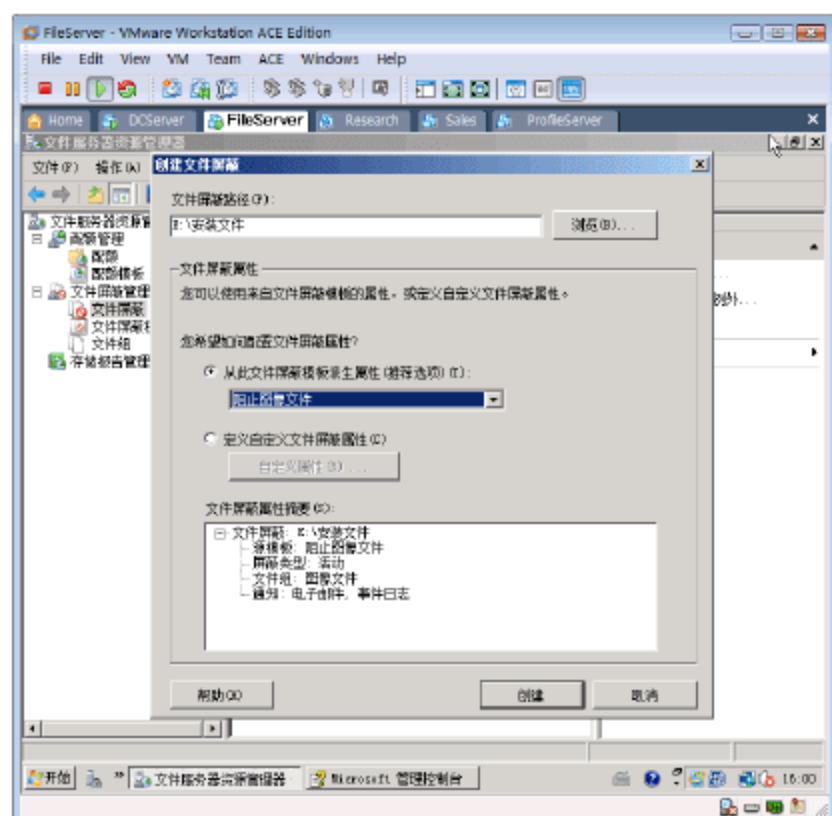 FileServer - VMware Workstation ACE Edition
File Edit View VM Team ACE Windows Help
Home DCServer FileServer Research Sales ProfileServer
文件服务器资源管理器
文件(F) 操作(A)
创建文件屏蔽
文件屏蔽路径(P):
E:\安装文件
浏览(B)...
文件服务器资源管
配额管理
配额
配额模板
文件屏蔽管理
文件屏蔽
文件屏蔽
文件组
存储报告管理
文件屏蔽属性
您可以使用来自文件屏蔽模板的属性。或定义自定义文件屏蔽属性。
例外...
您希望如何配置文件屏蔽属性?
从此文件屏蔽模板派生属性(推荐选项)(T):
阻止图像文件
定义自定义文件屏蔽属性(C)
自定义属性(U)...
文件屏蔽属性摘要(S):
文件屏蔽: E:\安装文件
源模板: 阻止图像文件
屏蔽类型: 活动
文件组: 图像文件
通知: 电子邮件, 事件日志
帮助(H)
创建
取消
开始
文件服务器资源管理器
Microsoft 管理控制台
16:00